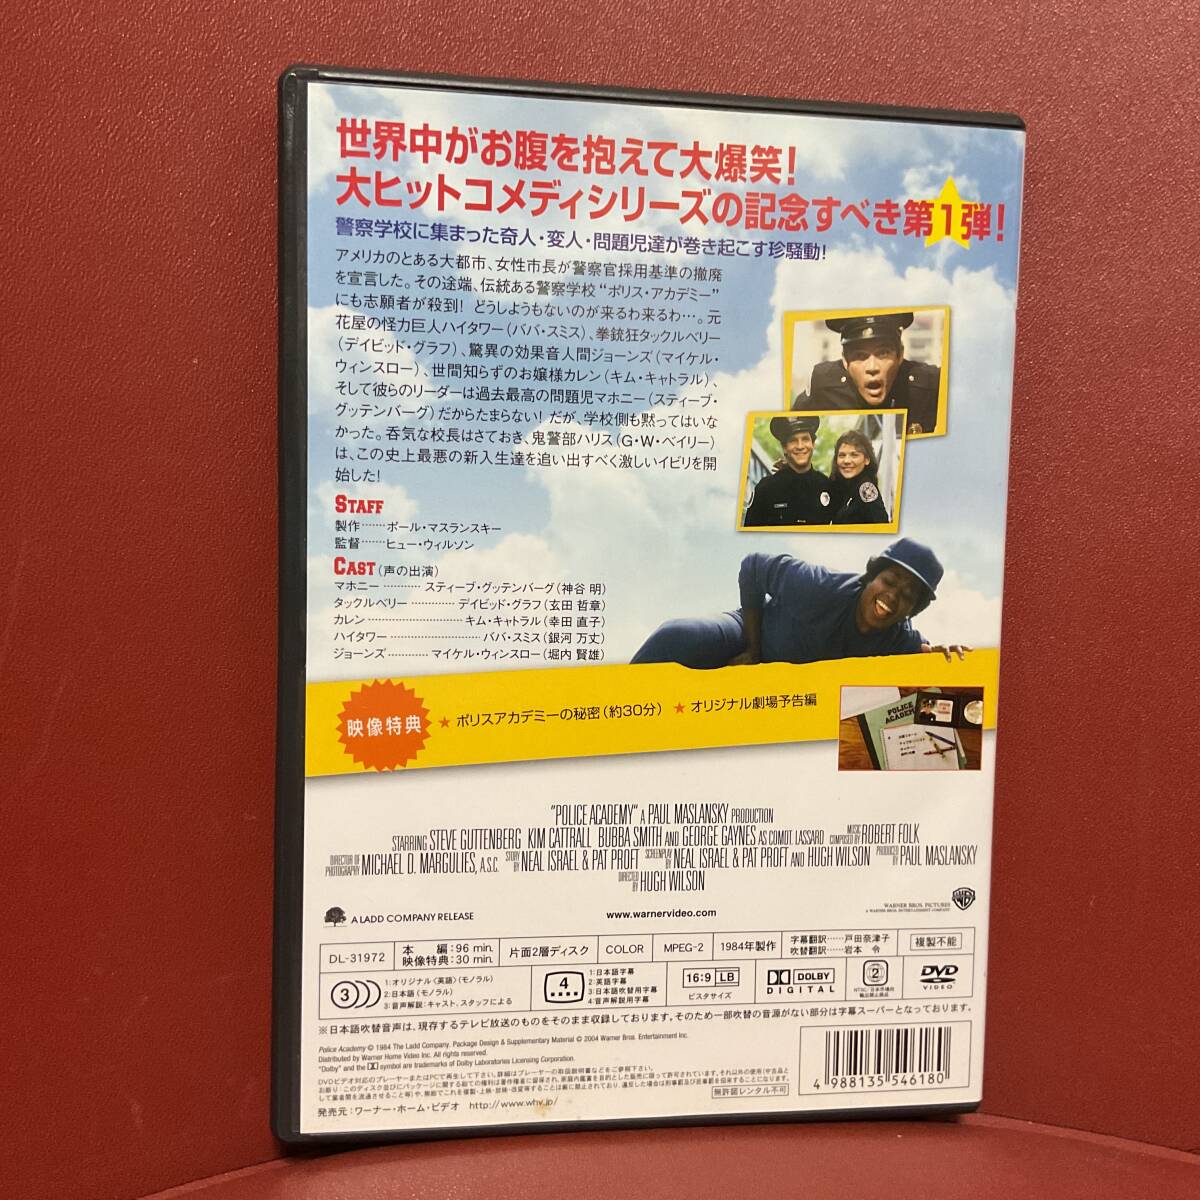 世界中がお腹を抱えて大爆笑!
大ヒットコメディシリーズの記念すべき第1弾!
警察学校に集まった奇人・変人・問題児達が巻き起こす珍騒動!
アメリカのとある大都市、女性市長が警察官採用基準の撤廃
を宣言した。その途端、伝統ある警察学校“ポリス・アカデミー”
にも志願者が殺到! どうしようもないのが来るわ来るわ…。元
花屋の怪力巨人ハイタワー(ババ・スミス)、拳銃狂タックルベリー
(デイビッド・グラフ)、驚異の効果音人間ジョーンズ(マイケル・
ウィンスロー)、世間知らずのお嬢様カレン(キム・キャトラル)、
そして彼らのリーダーは過去最高の問題児マホニー(スティーブ・
グッテンバーグ)だからたまらない! だが、学校側も黙ってはいな
かった。呑気な校長はさておき、鬼警部ハリス(G・W・ベイリー)
は、この史上最悪の新入生達を追い出すべく激しいイビリを開
始した!
STAFF
製作……ポール・マスランスキー
監督……ヒュー・ウィルソン
CAST(声の出演)
マホニー………スティーブ・グッテンバーグ(神谷 明)
タックルベリー…………デイビッド・グラフ(玄田 哲章)
カレン……………………キム・キャトラル(幸田 直子)
ハイタワー…………………ババ・スミス(銀河 万丈)
ジョーンズ…………マイケル・ウィンスロー(堀内 賢雄)
映像特典
★ ポリスアカデミーの秘密(約30分) ★ オリジナル劇場予告編
POLICE
ACADEM
"POLICE ACADEMY" A PAUL MASLANSKY PRODUCTION
STARRING STEVE GUTTENBERG KIM CATTRALL BUBBA SMITH AND GEORGE GAYNES AS COMDT. LASSARD MUSIC COMPOSED BY ROBERT FOLK
DIRECTOR OF PHOTOGRAPHY MICHAEL D. MARGULIES, A.S.C. STORY BY NEAL ISRAEL & PAT PROFT SCREENPLAY BY NEAL ISRAEL & PAT PROFT AND HUGH WILSON PRODUCED BY PAUL MASLANSKY
DIRECTED BY HUGH WILSON
A LADD COMPANY RELEASE
www.warnervideo.com
WARNER BROS. PICTURES
DL-31972
本 編:96 min.
映像特典:30 min.
片面2層ディスク
COLOR
MPEG-2
1984年製作
字幕翻訳……戸田奈津子
吹替翻訳……岩本 令
複製不能
3
1:オリジナル〈英語〉(モノラル)
2:日本語(モノラル)
3:音声解説:キャスト、スタッフによる
4
1:日本語字幕
2:英語字幕
3:日本語吹替用字幕
4:音声解説用字幕
16:9 LB
ビスタサイズ
DOLBY
DIGITAL
2
NTSC 日本市場向
輸出禁止商品
DVD
VIDEO
※日本語吹替音声は、現存するテレビ放送のものをそのまま収録しております。そのため一部吹替の音源がない部分は字幕スーパーとなっております。
Police Academy © 1984 The Ladd Company. Package Design & Supplementary Material © 2004 Warner Bros. Entertainment Inc.
Distributed by Warner Home Video Inc. All rights reserved.
"Dolby" and the DD symbol are trademarks of Dolby Laboratories Licensing Corporation.
無許諾レンタル不可
発売元:ワーナー・ホーム・ビデオ http://www.whv.jp/
4 988135 546180